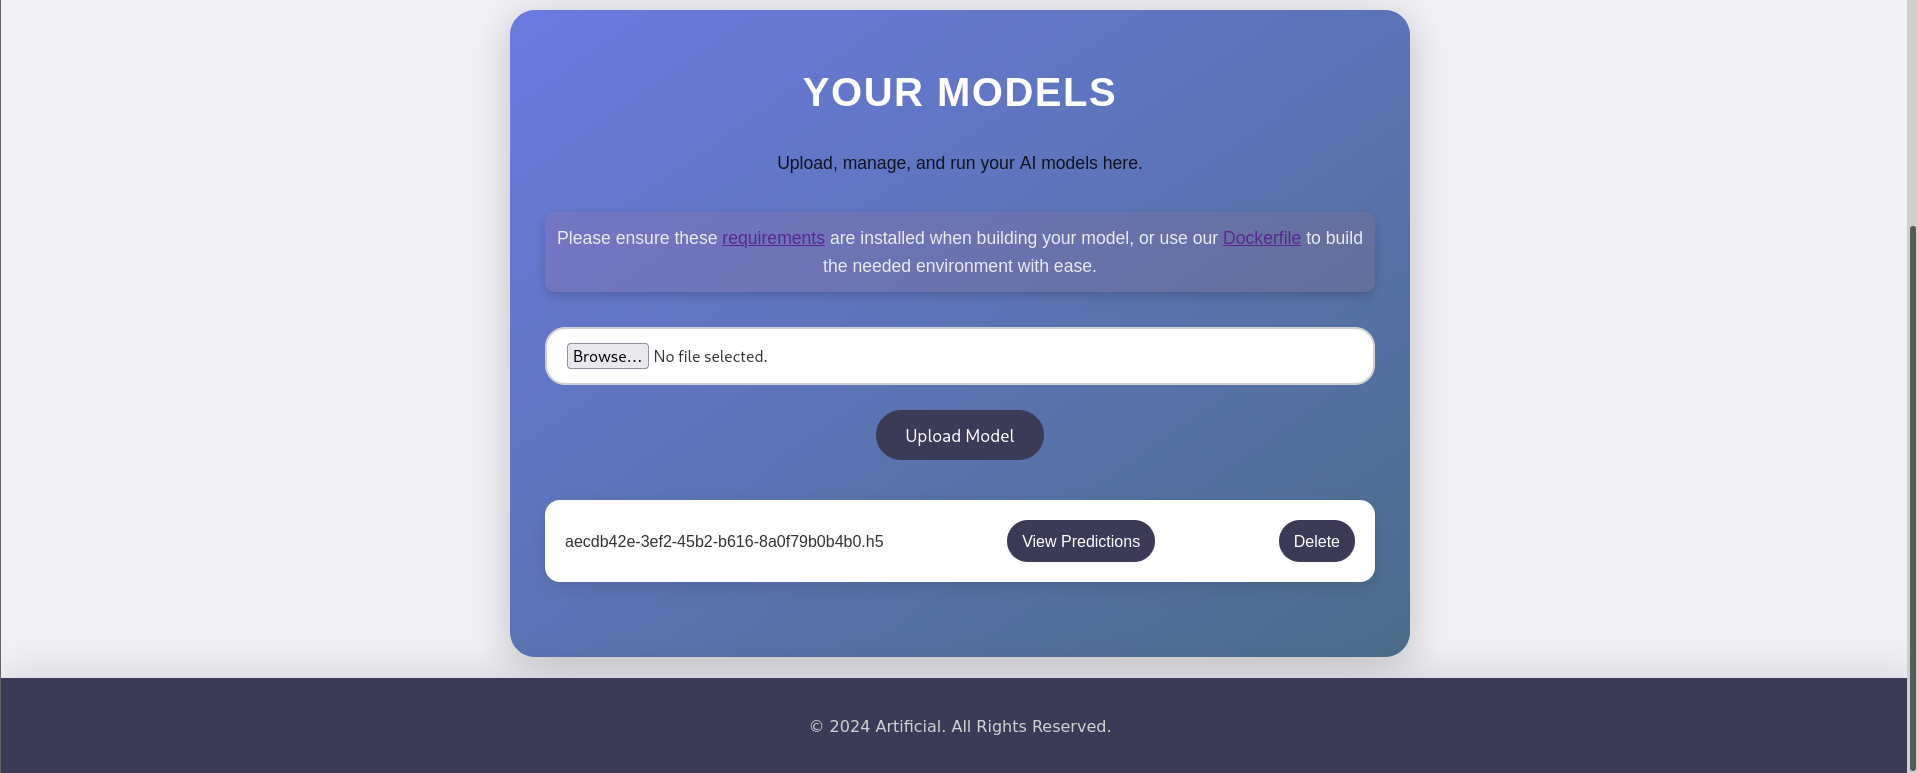 YOUR MODELS
Upload, manage, and run your AI models here.
Please ensure these requirements are installed when building your model, or use our Dockerfile to build
the needed environment with ease.
Browse... No file selected.
Upload Model
aecdb42e-3ef2-45b2-b616-8a0f79b0b4b0.h5 View Predictions Delete
© 2024 Artificial. All Rights Reserved.